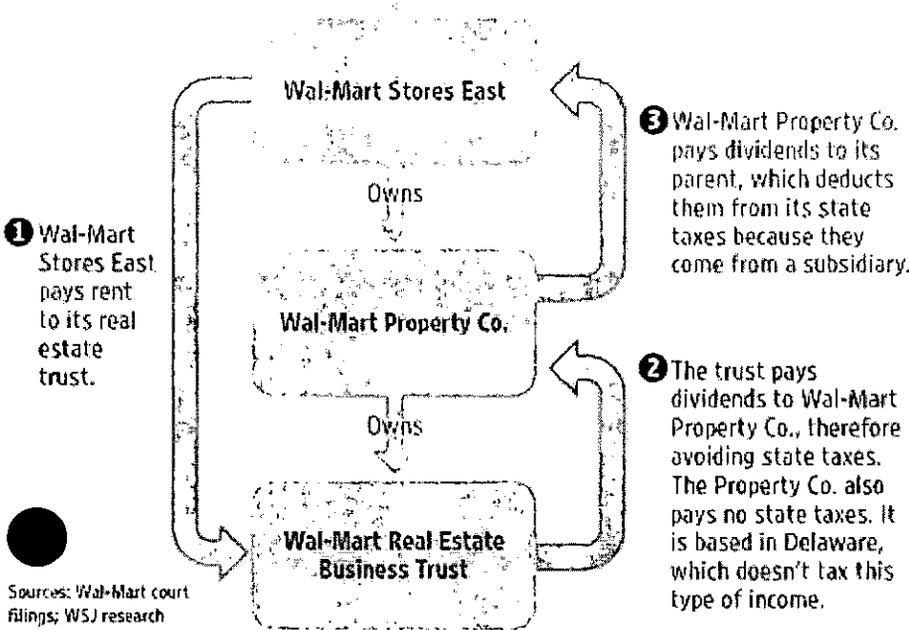 Wal-Mart Stores East
Owns
Wal-Mart Property Co.
Owns
Wal-Mart Real Estate
Business Trust
1 Wal-Mart
Stores East
pays rent
to its real
estate
trust.
2 The trust pays
dividends to Wal-Mart
Property Co., therefore
avoiding state taxes.
The Property Co. also
pays no state taxes. It
is based in Delaware,
which doesn't tax this
type of income.
3 Wal-Mart Property Co.
pays dividends to its
parent, which deducts
them from its state
taxes because they
come from a subsidiary.
Sources: Wal-Mart court
filings; WSJ research